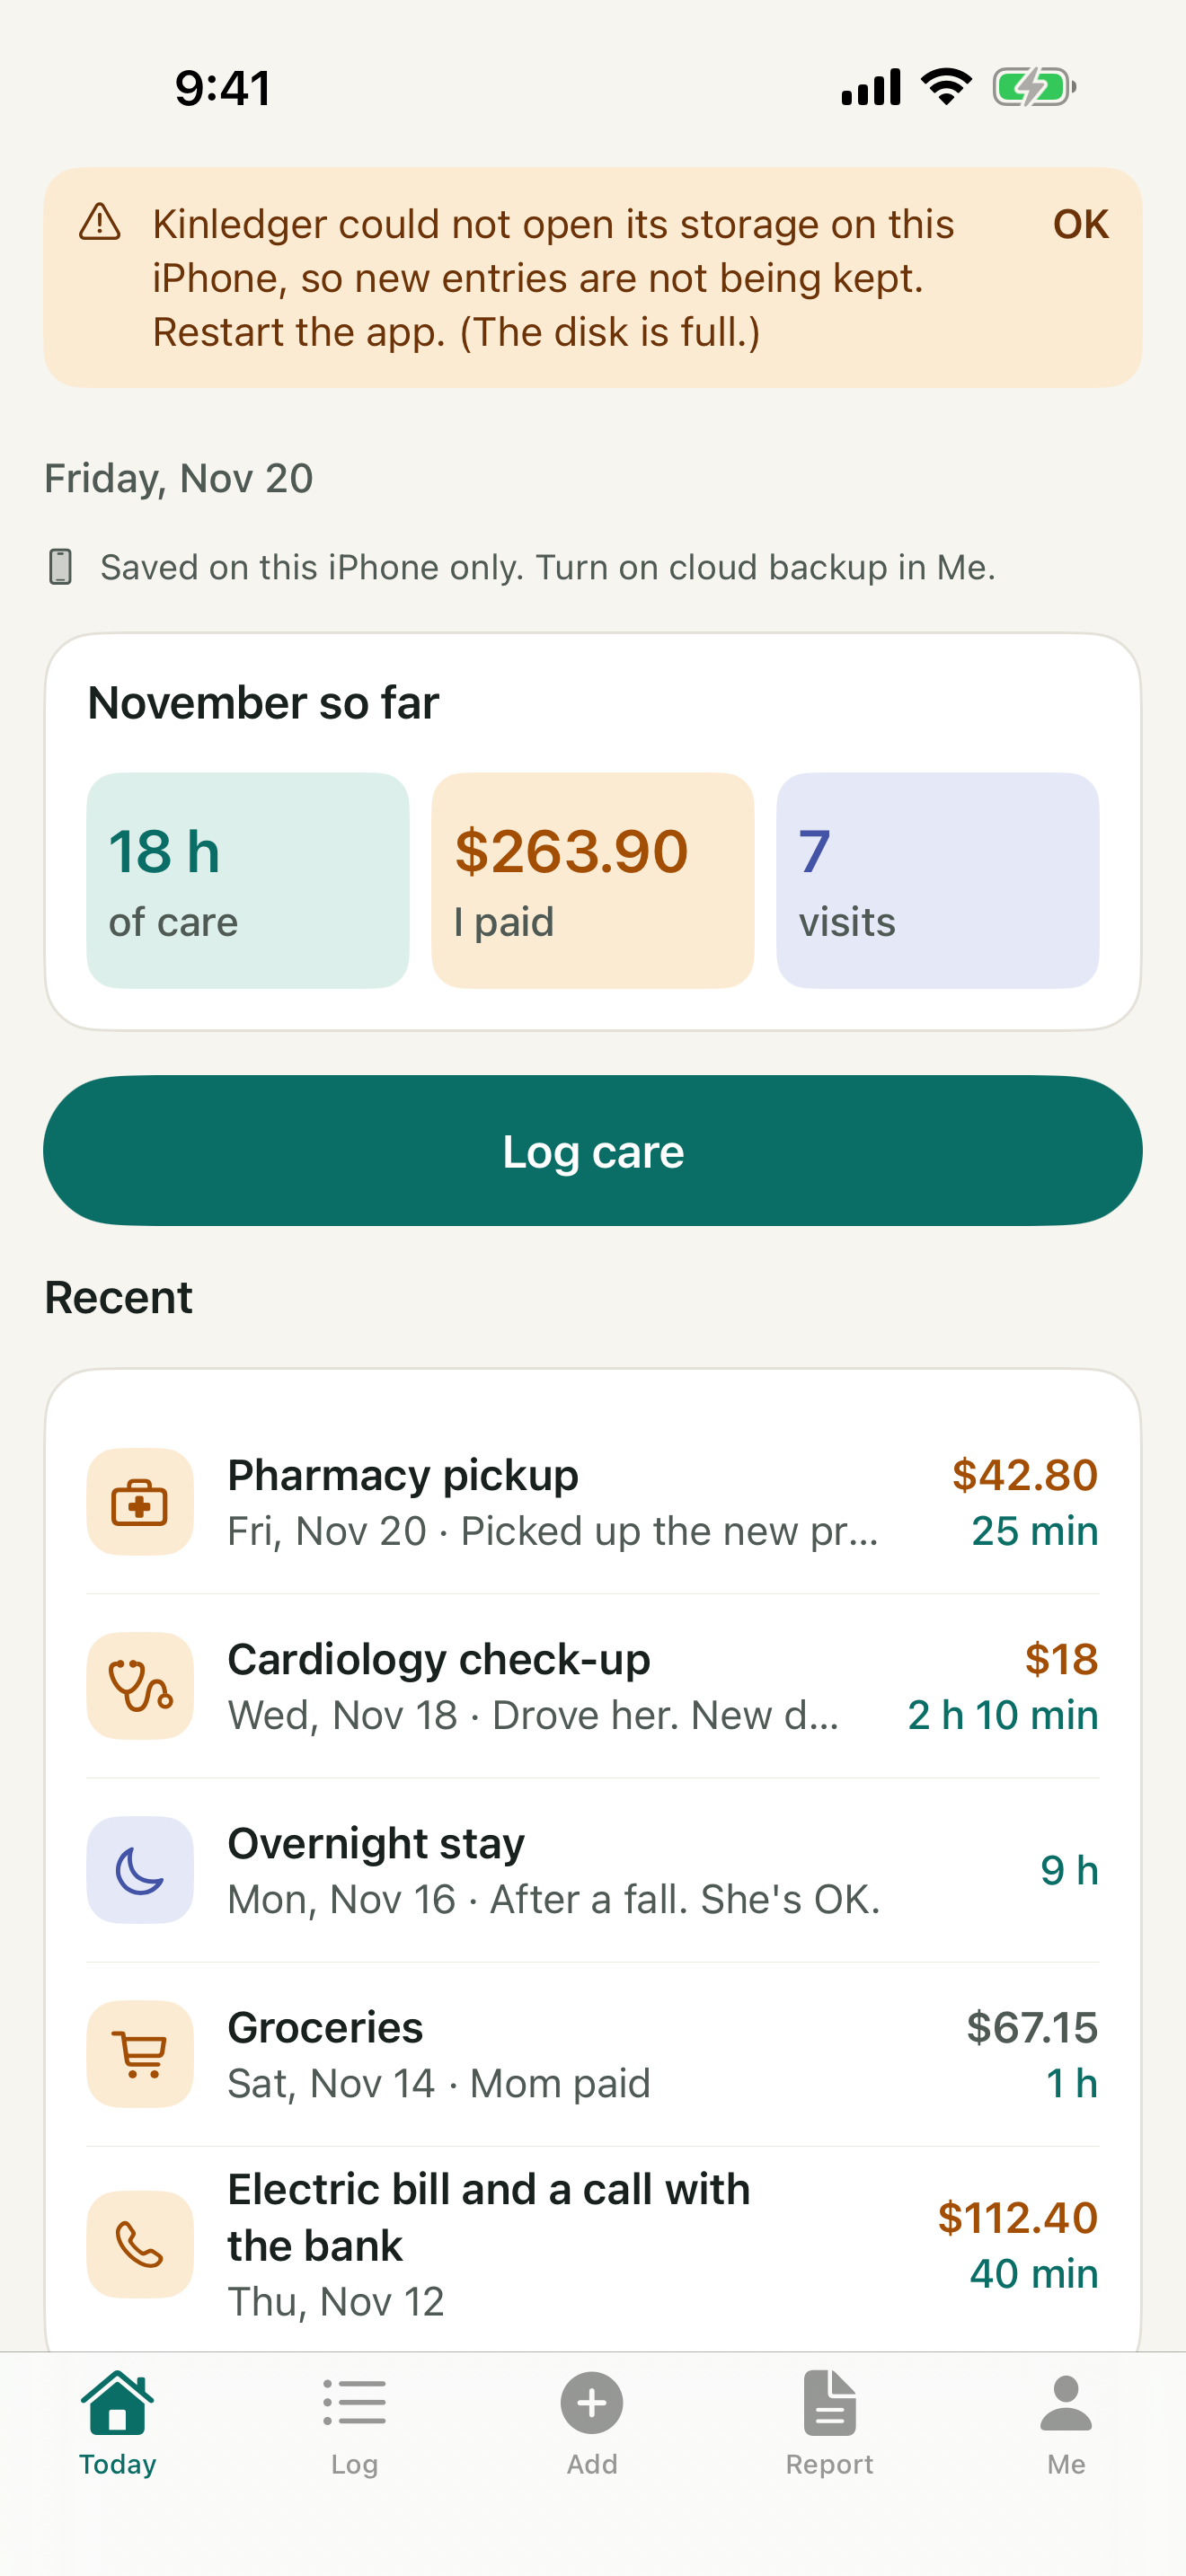 9:41
Kinledger could not open its storage on this
iPhone, so new entries are not being kept.
Restart the app. (The disk is full.)
OK
Friday, Nov 20
Saved on this iPhone only. Turn on cloud backup in Me.
November so far
18 h
of care
$263.90
I paid
7
visits
Log care
Recent
Pharmacy pickup
$42.80
Fri, Nov 20 · Picked up the new pr...
25 min
Cardiology check-up
$18
Wed, Nov 18 · Drove her. New d...
2 h 10 min
Overnight stay
Mon, Nov 16 · After a fall. She's OK.
9 h
Groceries
$67.15
Sat, Nov 14 · Mom paid
1 h
Electric bill and a call with
the bank
$112.40
Thu, Nov 12
40 min
Today
Log
Add
Report
Me